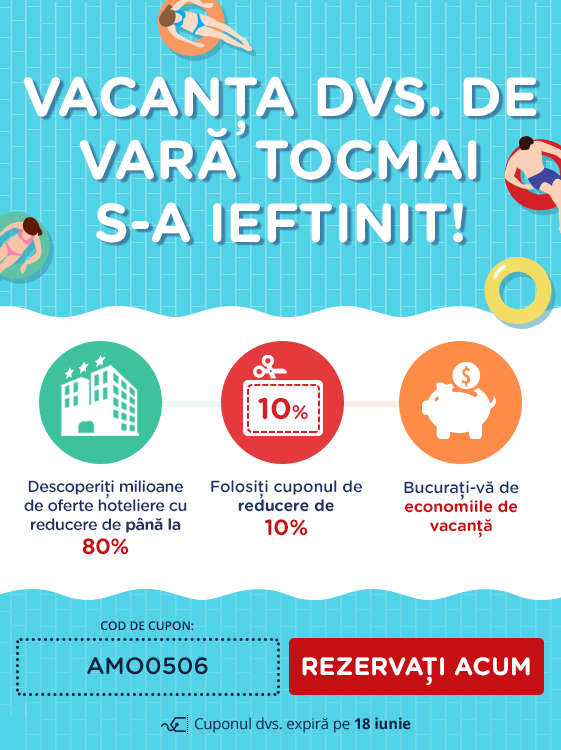 VACANȚA DVS. DE
VARĂ TOCMAI
S-A IEFTINIT!
10%
$
Descoperiți milioane
de oferte hoteliere cu
reducere de până la
80%
Folosiți cuponul de
reducere de
10%
Bucurați-vă de
economiile de
vacanță
COD DE CUPON:
AMO0506
REZERVAȚI ACUM
Cuponul dvs. expiră pe 18 iunie